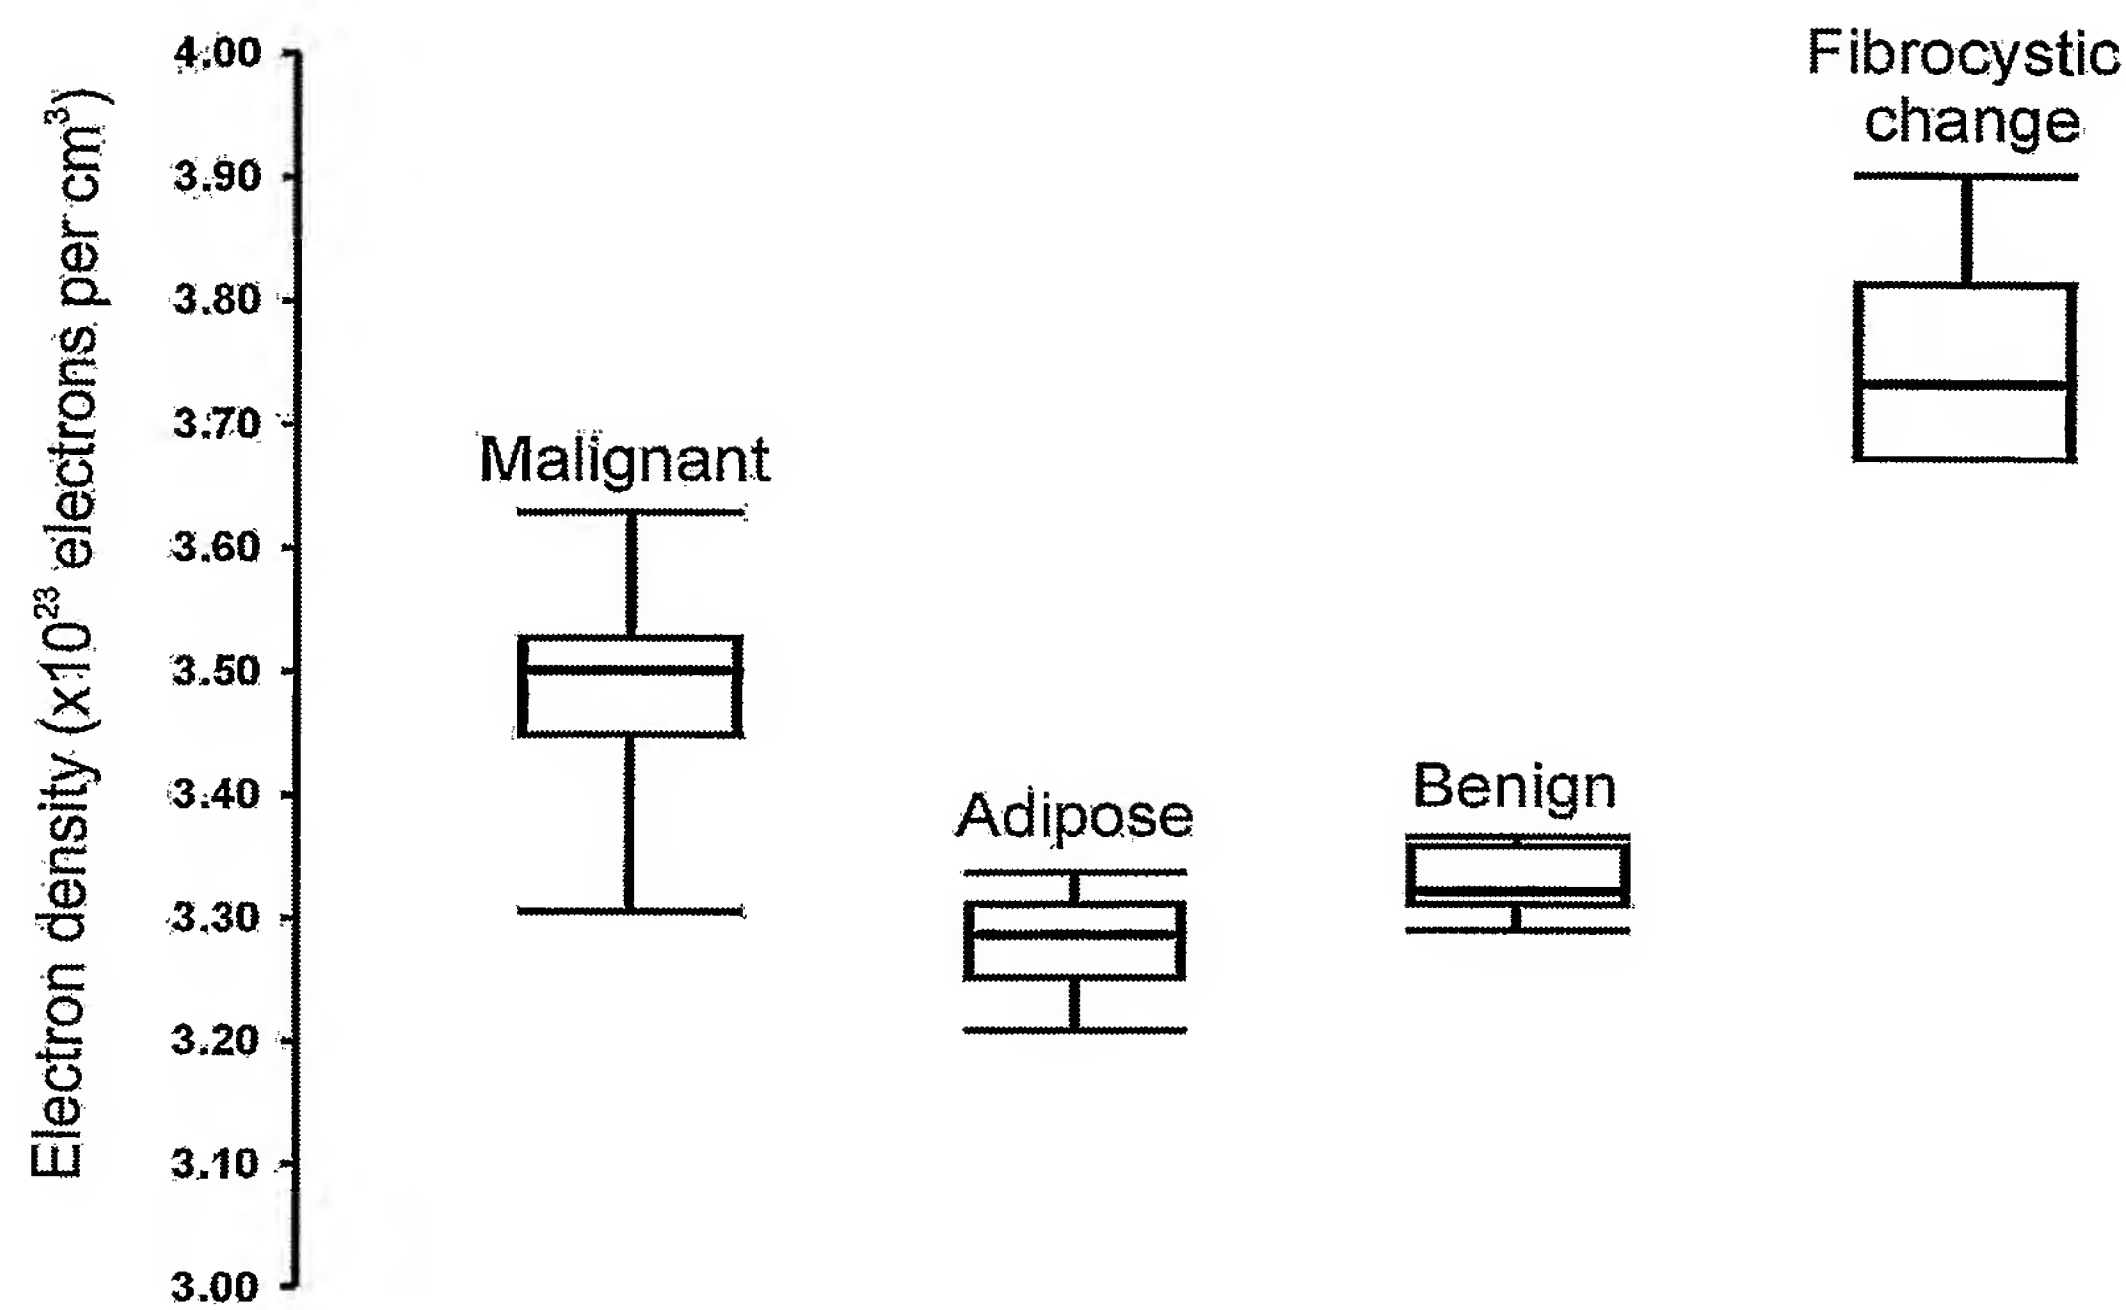 4.00
3.90
3.80
3.70
3.60
3.50
3.40
3.30
3.20
3.10
3.00
Electron density (x10²³ electrons per cm³)
Malignant
Adipose
Benign
Fibrocystic
change